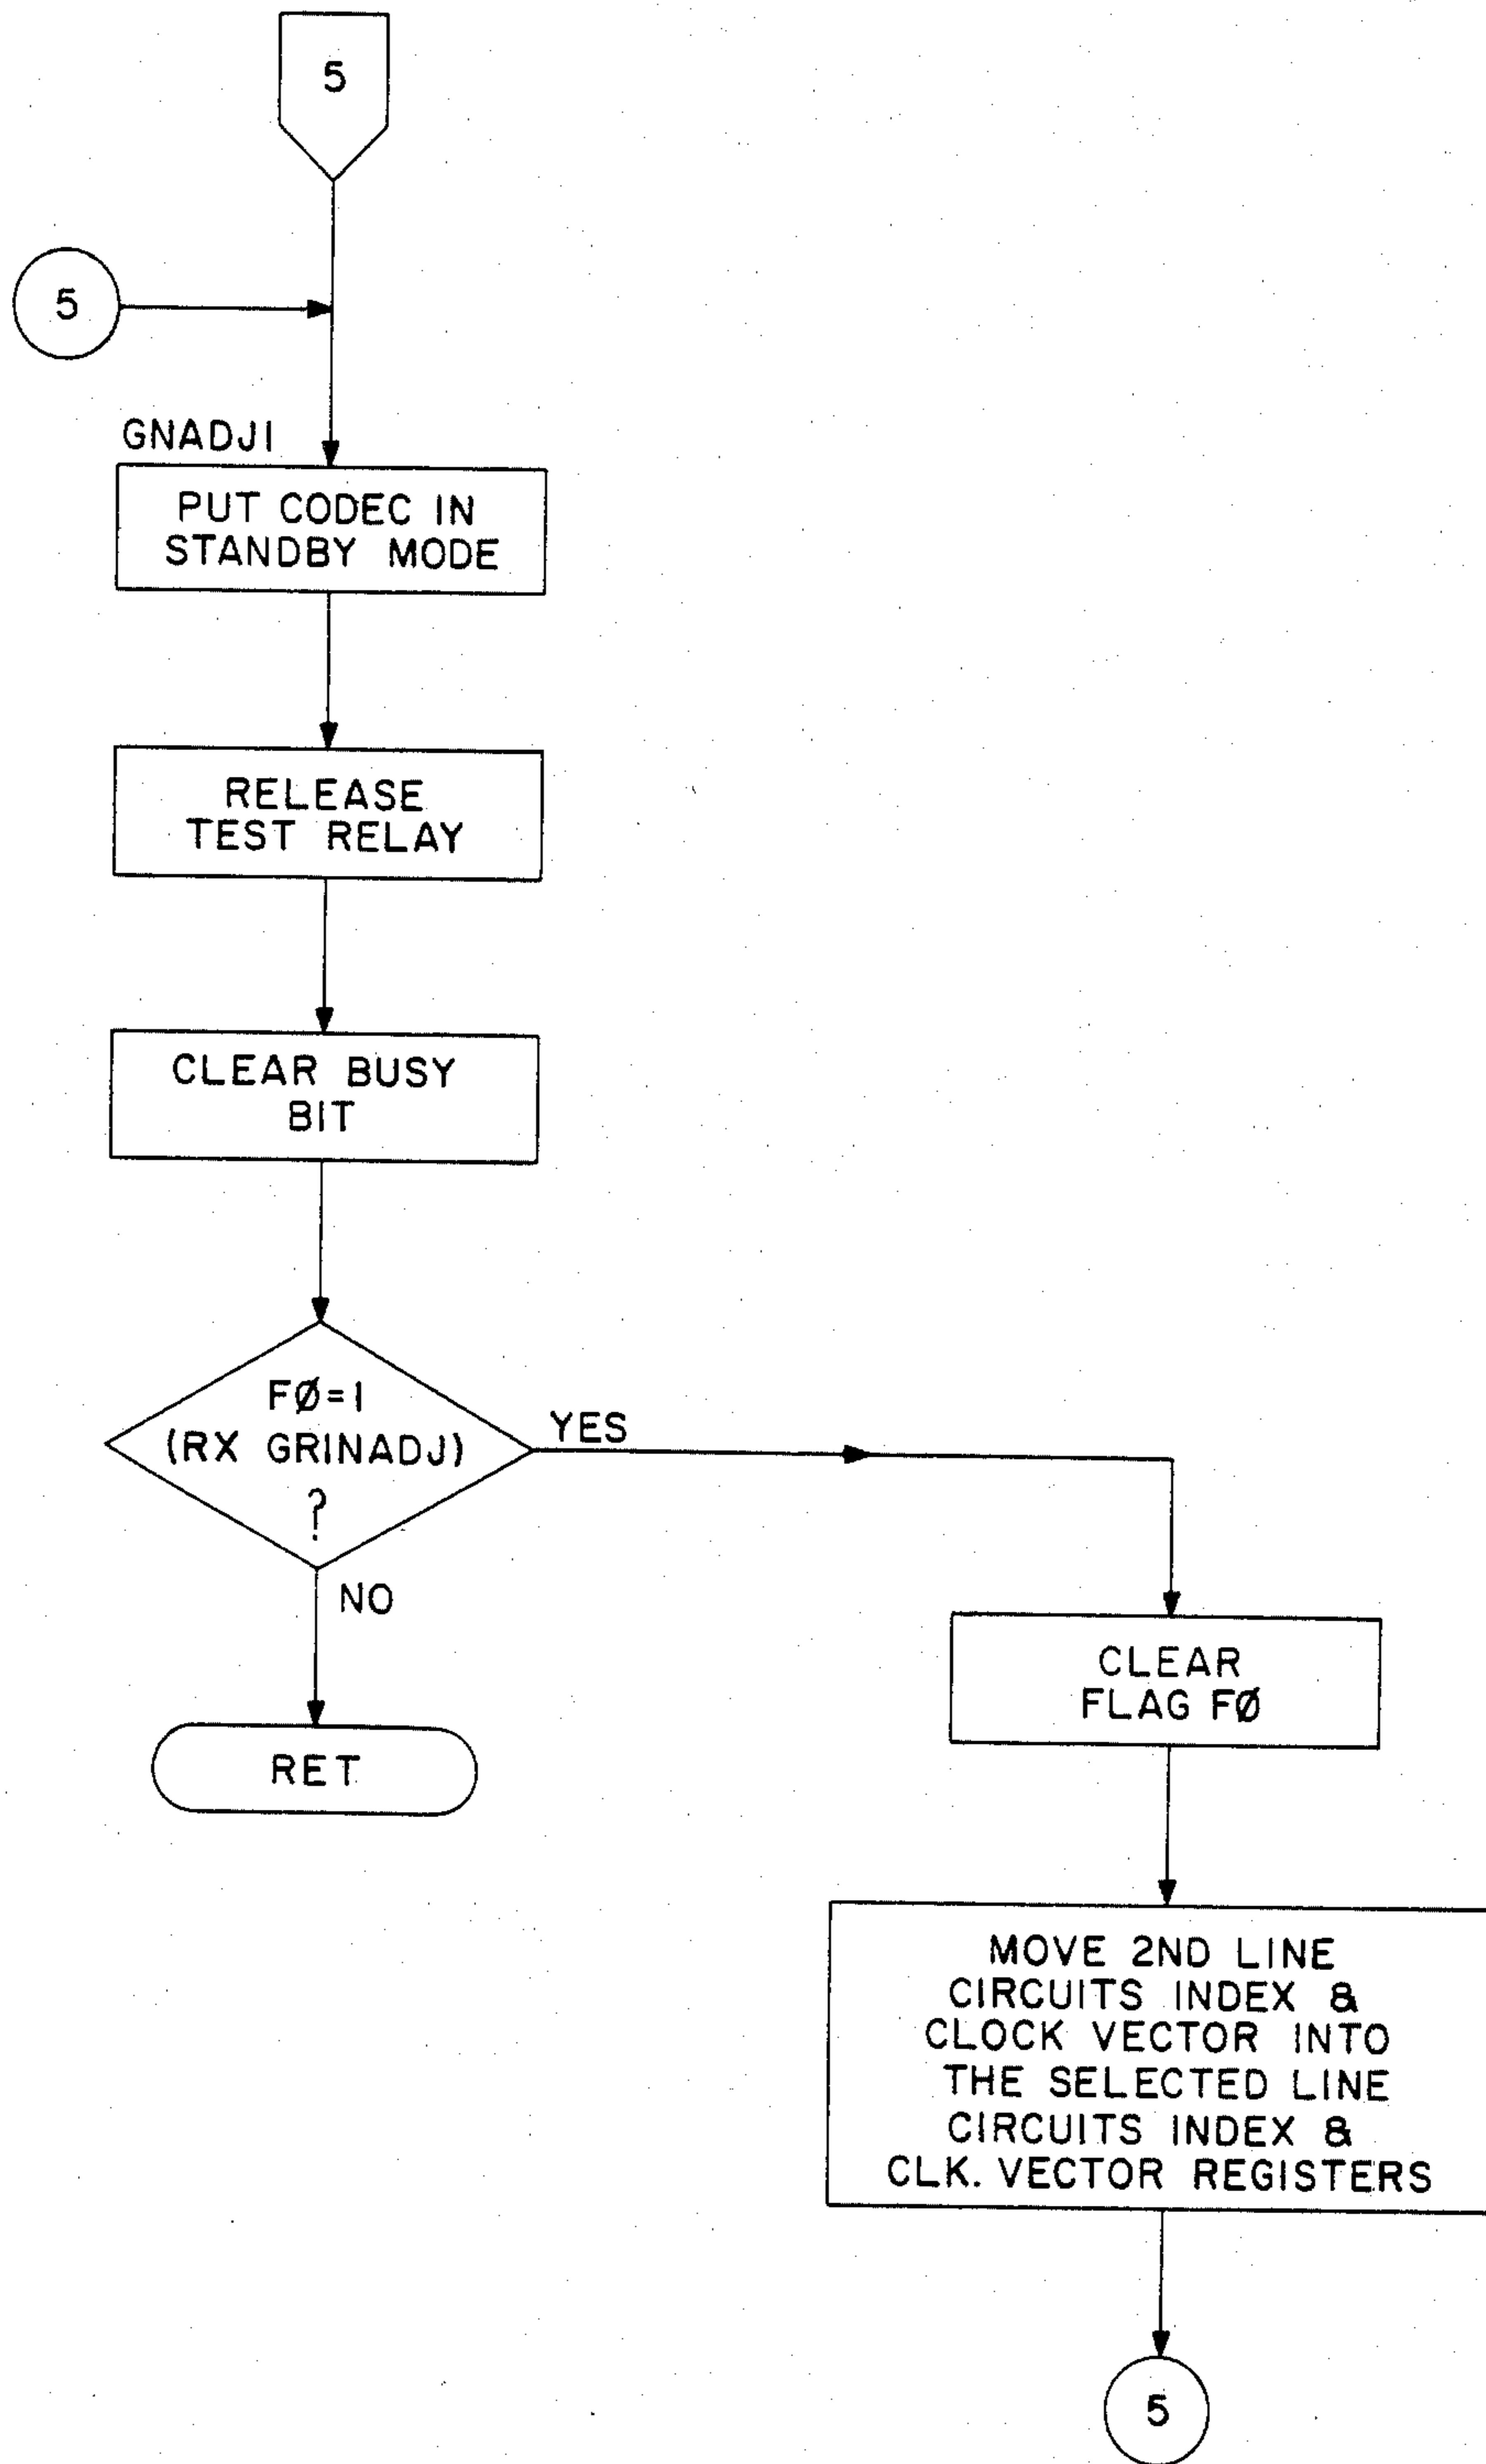 5
5
GNADJ1
PUT CODEC IN
STANDBY MODE
RELEASE
TEST RELAY
CLEAR BUSY
BIT
FØ=1
(RX GRINADJ)
?
YES
NO
RET
CLEAR
FLAG FØ
MOVE 2ND LINE
CIRCUITS INDEX &
CLOCK VECTOR INTO
THE SELECTED LINE
CIRCUITS INDEX &
CLK. VECTOR REGISTERS
5